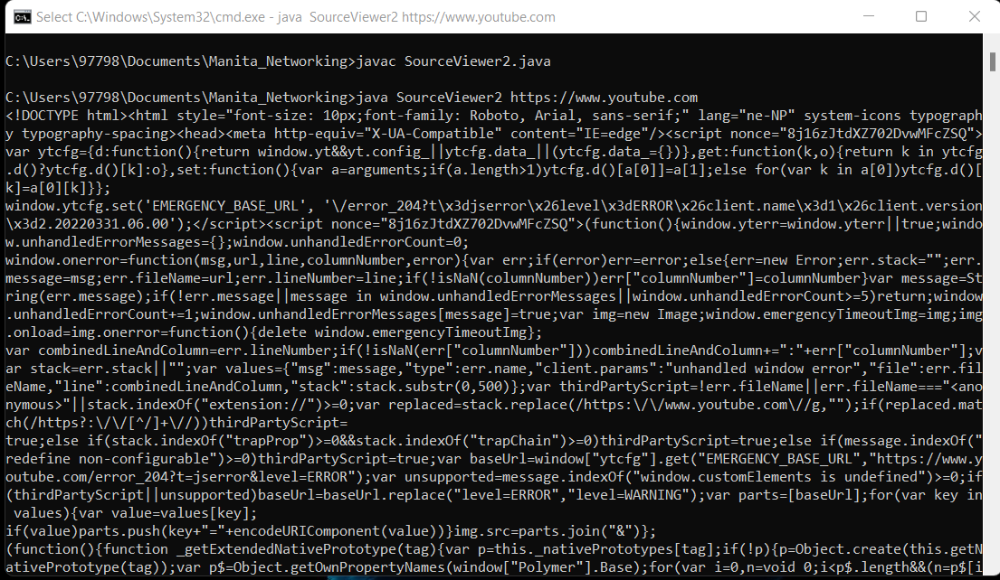 Select C:\Windows\System32\cmd.exe - java  SourceViewer2 https://www.youtube.com
C:\Users\97798\Documents\Manita_Networking>javac SourceViewer2.java
C:\Users\97798\Documents\Manita_Networking>java SourceViewer2 https://www.youtube.com
<!DOCTYPE html><html style="font-size: 10px;font-family: Roboto, Arial, sans-serif;" lang="ne-NP" system-icons typograph
y typography-spacing><head><meta http-equiv="X-UA-Compatible" content="IE=edge"/><script nonce="8j16zJtdXZ702DvwMFcZSQ">
var ytcfg={d:function(){return window.yt&&yt.config_||ytcfg.data_||(ytcfg.data_={})},get:function(k,o){return k in ytcfg
.d()?ytcfg.d()[k]:o},set:function(){var a=arguments;if(a.length>1)ytcfg.d()[a[0]]=a[1];else for(var k in a[0])ytcfg.d()[
k]=a[0][k]}};
window.ytcfg.set('EMERGENCY_BASE_URL', '\/error_204?t\x3djserror\x26level\x3dERROR\x26client.name\x3d1\x26client.version
\x3d2.20220331.06.00');</script><script nonce="8j16zJtdXZ702DvwMFcZSQ">(function(){window.yterr=window.yterr||true;windo
w.unhandledErrorMessages={};window.unhandledErrorCount=0;
window.onerror=function(msg,url,line,columnNumber,error){var err;if(error)err=error;else{err=new Error;err.stack="";err.
message=msg;err.fileName=url;err.lineNumber=line;if(!isNaN(columnNumber))err["columnNumber"]=columnNumber}var message=St
ring(err.message);if(!err.message||message in window.unhandledErrorMessages||window.unhandledErrorCount>=5)return;window
.unhandledErrorCount+=1;window.unhandledErrorMessages[message]=true;var img=new Image;window.emergencyTimeoutImg=img;img
.onload=img.onerror=function(){delete window.emergencyTimeoutImg};
var combinedLineAndColumn=err.lineNumber;if(!isNaN(err["columnNumber"]))combinedLineAndColumn+=":"+err["columnNumber"];v
ar stack=err.stack||"";var values={"msg":message,"type":err.name,"client.params":"unhandled window error","file":err.fil
eName,"line":combinedLineAndColumn,"stack":stack.substr(0,500)};var thirdPartyScript=!err.fileName||err.fileName==="<ano
nymous>"||stack.indexOf("extension://")>=0;var replaced=stack.replace(/https:\/\/www.youtube.com\//g,"");if(replaced.mat
ch(/https?:\/\/[^/]+\//))thirdPartyScript=
true;else if(stack.indexOf("trapProp")>=0&&stack.indexOf("trapChain")>=0)thirdPartyScript=true;else if(message.indexOf("
redefine non-configurable")>=0)thirdPartyScript=true;var baseUrl=window["ytcfg"].get("EMERGENCY_BASE_URL","https://www.y
outube.com/error_204?t=jserror&level=ERROR");var unsupported=message.indexOf("window.customElements is undefined")>=0;if
(thirdPartyScript||unsupported)baseUrl=baseUrl.replace("level=ERROR","level=WARNING");var parts=[baseUrl];for(var key in
 values){var value=values[key];
if(value)parts.push(key+"="+encodeURIComponent(value))}img.src=parts.join("&")};
(function(){function _getExtendedNativePrototype(tag){var p=this._nativePrototypes[tag];if(!p){p=Object.create(this.getN
ativePrototype(tag));var p$=Object.getOwnPropertyNames(window["Polymer"].Base);for(var i=0,n=void 0;i<p$.length&&(n=p$[i